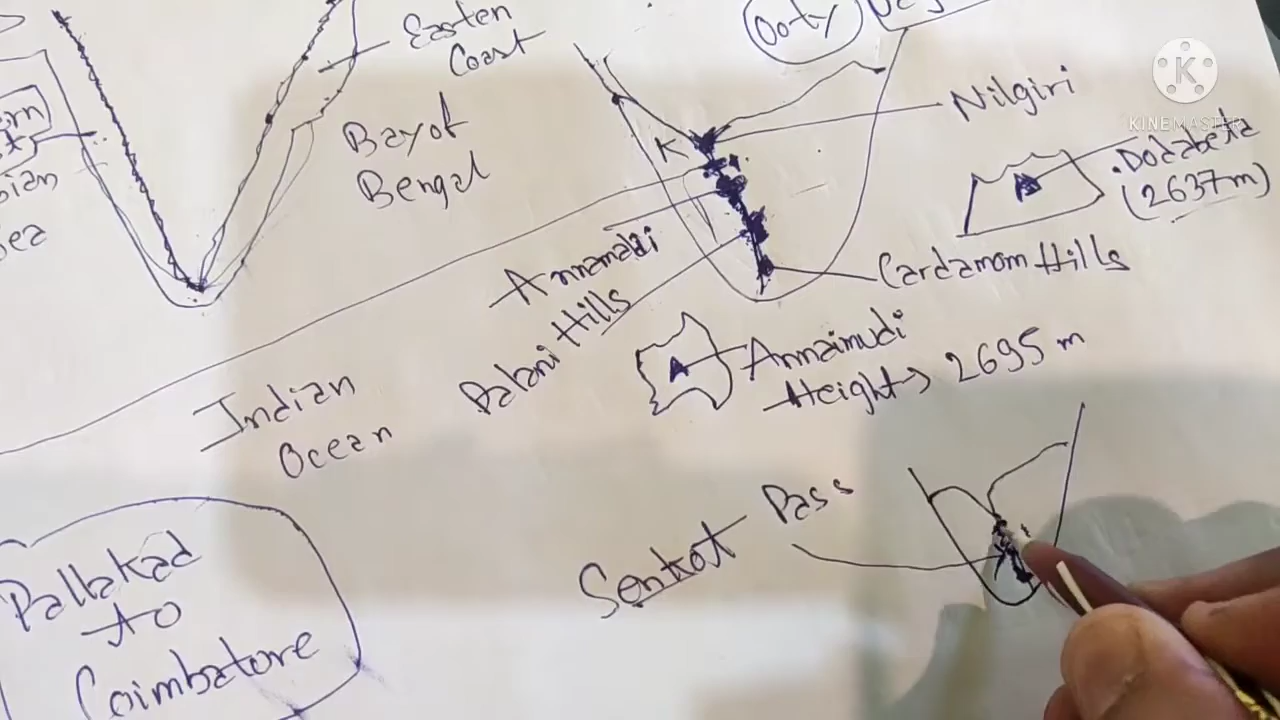 Easten
Coast
Ooty
Bay of
Bengal
K
Nilgiri
K
KINEMASTER
.Dodabeta
(2637m)
Sea
Annamalai
Palani Hills
Cardamom Hills
Annaimudi
Height → 2695 m
Indian
Ocean
Senkot Pass
Pallakad
to
Coimbatore